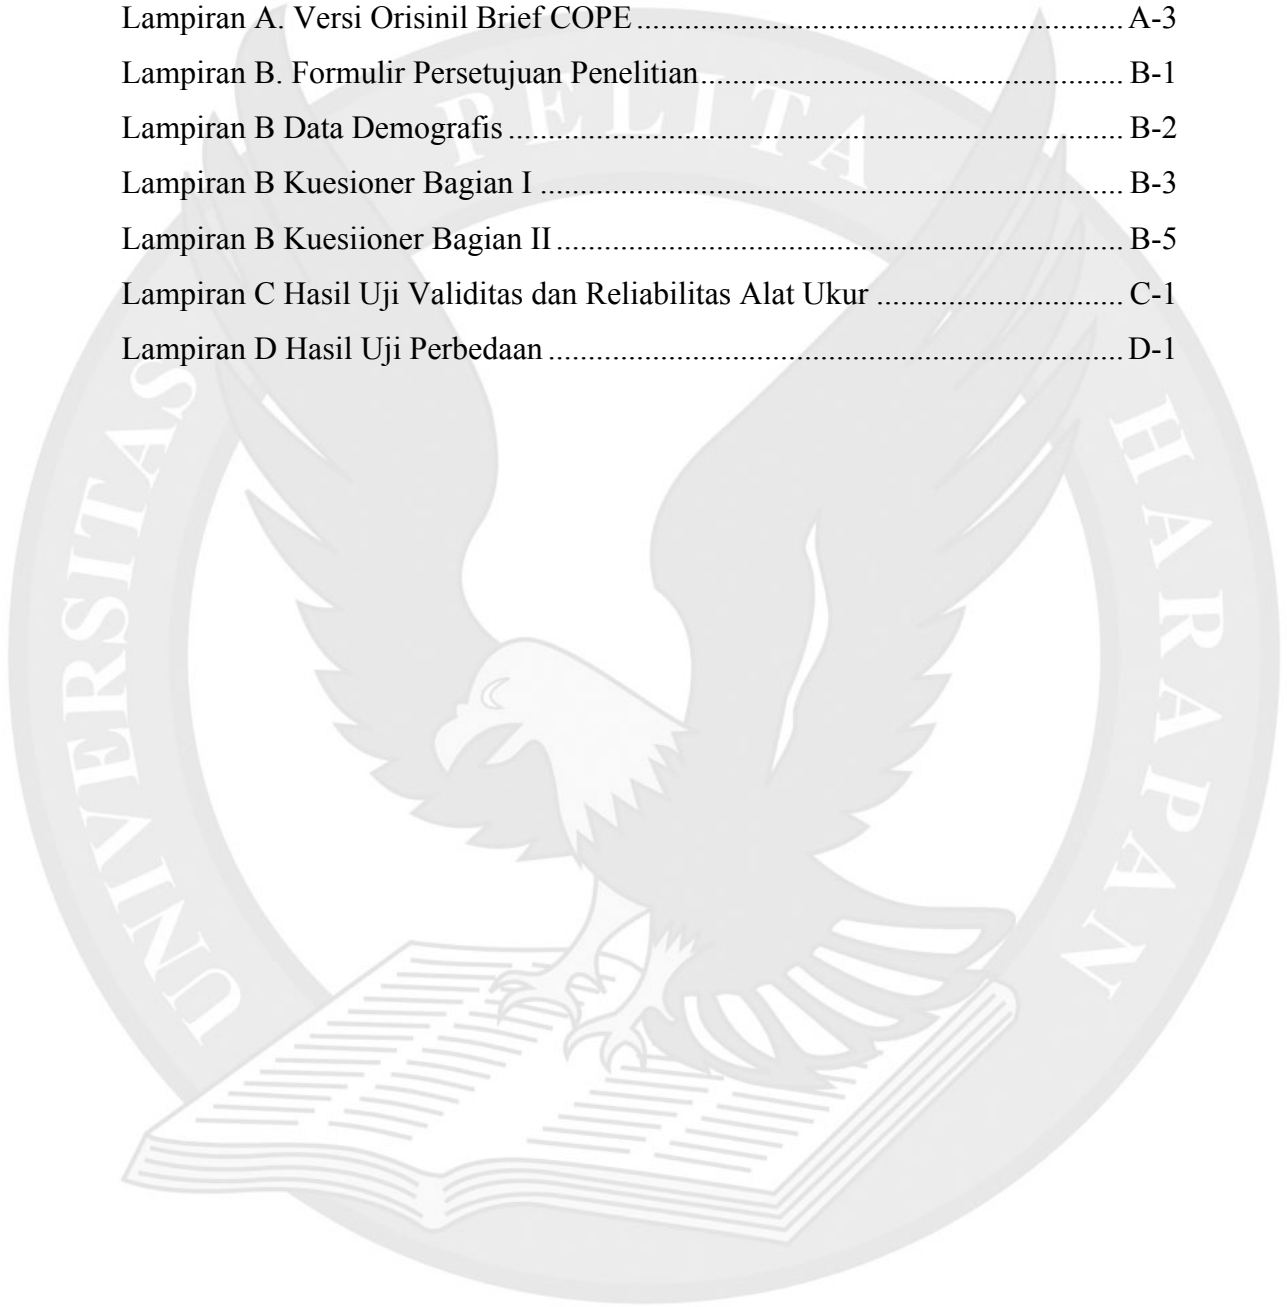 Lampiran A. Versi Orisinil Brief COPE ............................................................. A-3
Lampiran B. Formulir Persetujuan Penelitian..................................................... B-1
Lampiran B Data Demografis ............................................................................. B-2
Lampiran B Kuesioner Bagian I ......................................................................... B-3
Lampiran B Kuesiioner Bagian II ....................................................................... B-5
Lampiran C Hasil Uji Validitas dan Reliabilitas Alat Ukur ............................... C-1
Lampiran D Hasil Uji Perbedaan ........................................................................ D-1
UNIVERSITAS PELITA HARAPAN